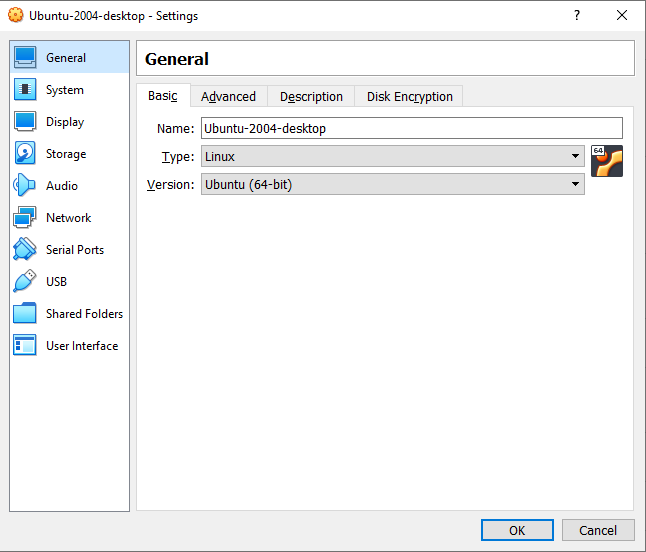 Ubuntu-2004-desktop - Settings
?
General
System
Display
Storage
Audio
Network
Serial Ports
USB
Shared Folders
User Interface
General
Basic Advanced Description Disk Encryption
Name: Ubuntu-2004-desktop
Type: Linux
64
Version: Ubuntu (64-bit)
OK Cancel